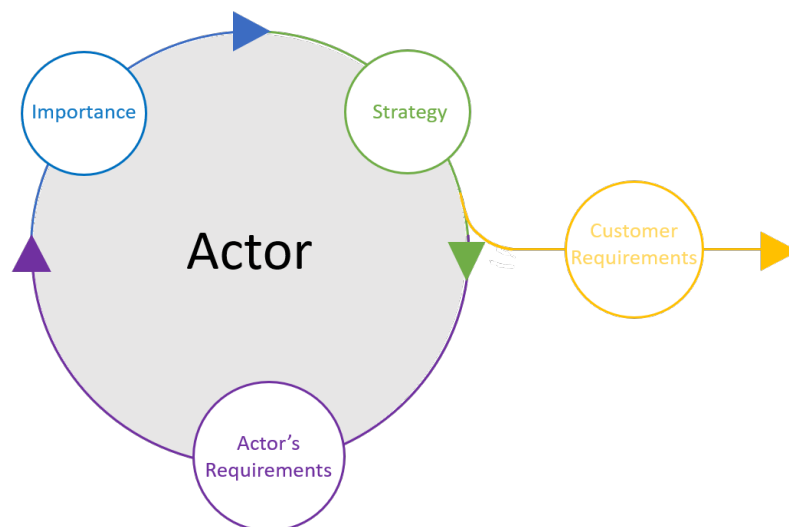 Importance
Strategy
Actor
Customer
Requirements
Actor’s
Requirements